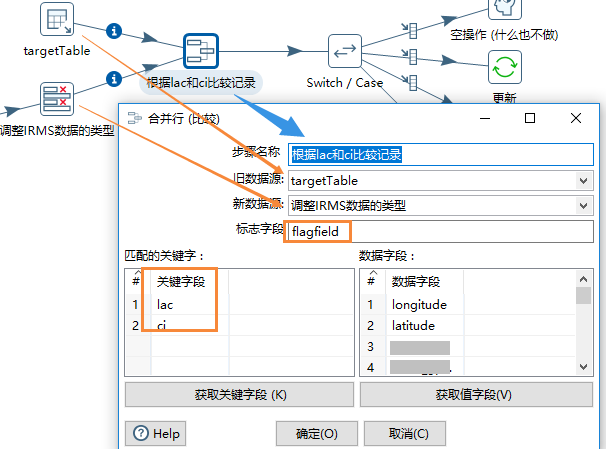 targetTable
空操作 (什么也不做)
根据lac和ci比较记录
Switch / Case
更新
调整IRMS数据的类型
合并行 (比较)
步骤名称
根据lac和ci比较记录
旧数据源:
targetTable
新数据源:
调整IRMS数据的类型
标志字段
flagfield
匹配的关键字：
数据字段：
# 关键字段
1 lac
2 ci
# 数据字段
1 longitude
2 latitude
3
4
获取关键字段 (K)
获取值字段(V)
Help
确定(O)
取消(C)